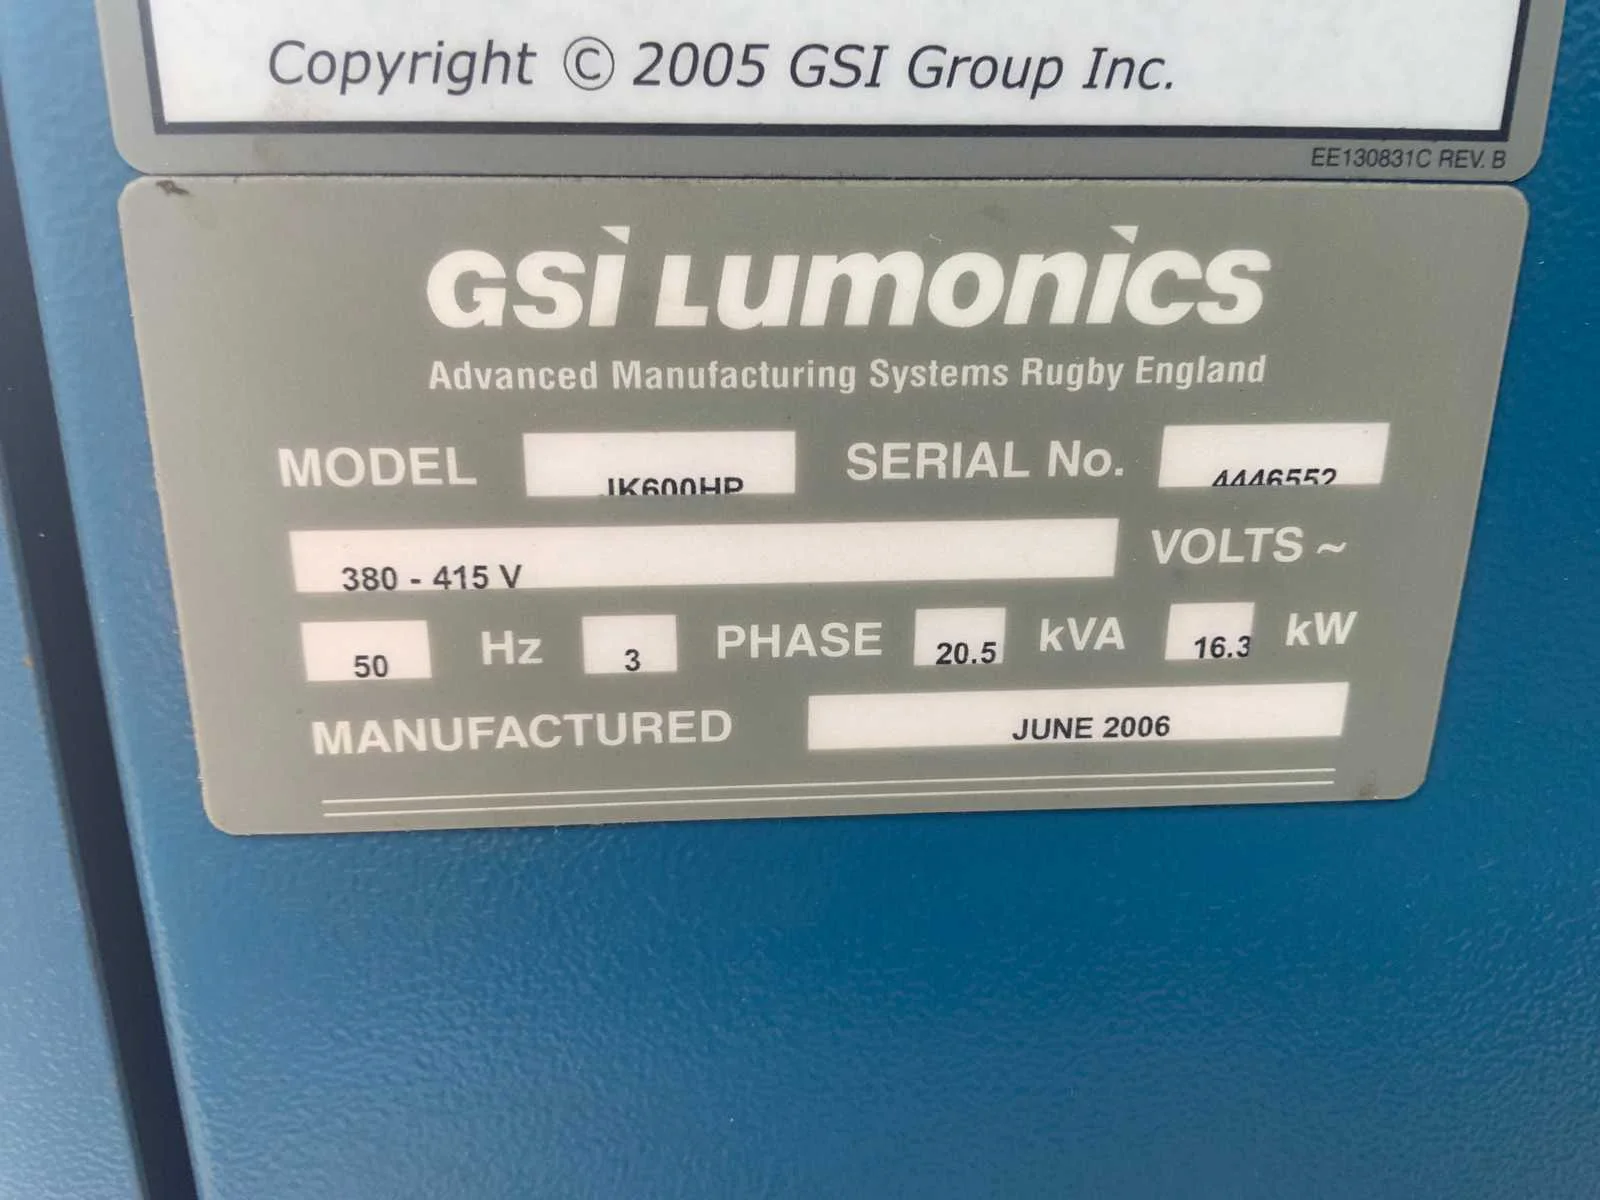 Copyright © 2005 GSI Group Inc.
EE130831C REV. B
GSI LUMONICS
Advanced Manufacturing Systems Rugby England
MODEL JK600HP SERIAL No. 4446552
380 - 415 V VOLTS ~
50 Hz 3 PHASE 20.5 kVA 16.3 kW
MANUFACTURED JUNE 2006